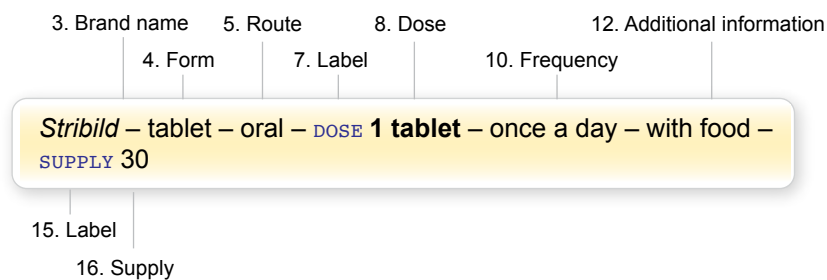 3. Brand name 5. Route 8. Dose 12. Additional information
4. Form 7. Label 10. Frequency
Stribild – tablet – oral – DOSE 1 tablet – once a day – with food –
SUPPLY 30
15. Label
16. Supply